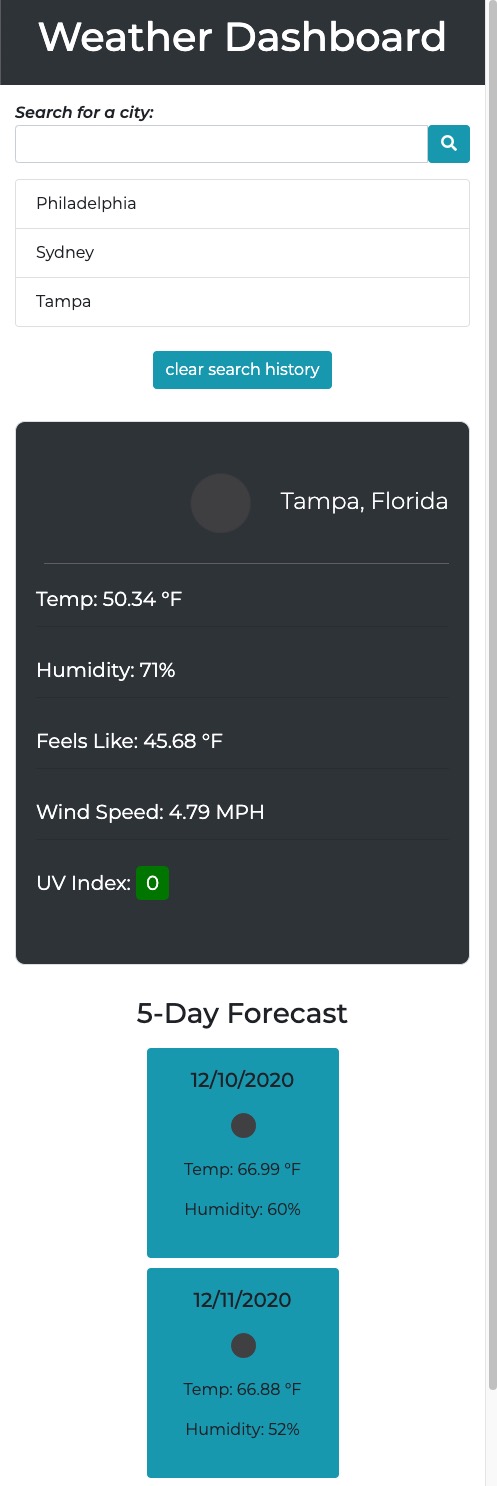 Weather Dashboard
Search for a city:
Philadelphia
Sydney
Tampa
clear search history
Tampa, Florida
Temp: 50.34 °F
Humidity: 71%
Feels Like: 45.68 °F
Wind Speed: 4.79 MPH
UV Index: 0
5-Day Forecast
12/10/2020
Temp: 66.99 °F
Humidity: 60%
12/11/2020
Temp: 66.88 °F
Humidity: 52%